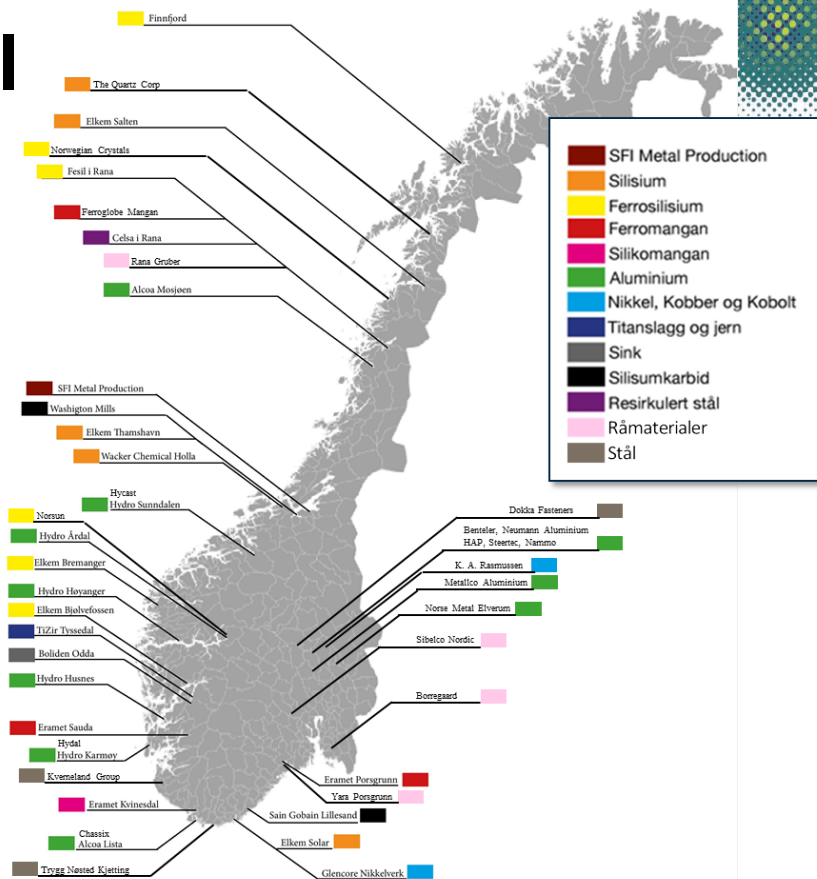 Finnfjord
The Quartz Corp
Elkem Salten
Norwegian Crystals
Fesil i Rana
Ferroglobe Mangan
Celsa i Rana
Rana Gruber
Alcoa Mosjøen
SFI Metal Production
Washigton Mills
Elkem Thamshavn
Wacker Chemical Holla
Hycast
Hydro Sunndalen
Norsun
Hydro Årdal
Elkem Bremanger
Hydro Høyanger
Elkem Bjølvefossen
TiZir Tyssedal
Boliden Odda
Hydro Husnes
Eramet Sauda
Hydal
Hydro Karmøy
Kverneland Group
Eramet Kvinesdal
Chassix
Alcoa Lista
Trygg Nøsted Kjetting
SFI Metal Production
Silisium
Ferrosilisium
Ferromangan
Silikomangan
Aluminium
Nikkel, Kobber og Kobolt
Titanslagg og jern
Sink
Silisumkarbid
Resirkulert stål
Råmaterialer
Stål
Dokka Fasteners
Benteler, Neumann Aluminium
HAP, Steertec, Nammo
K. A. Rasmussen
Metallco Aluminium
Norse Metal Elverum
Sibelco Nordic
Borregaard
Eramet Porsgrunn
Yara Porsgrunn
Sain Gobain Lillesand
Elkem Solar
Glencore Nikkelverk